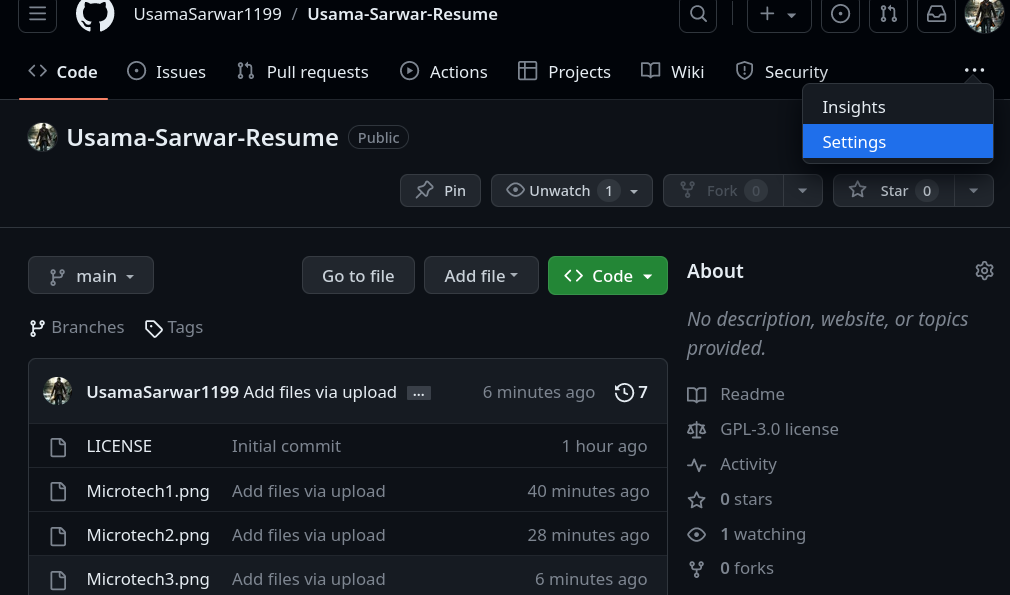 UsamaSarwar1199 / Usama-Sarwar-Resume
Code Issues Pull requests Actions Projects Wiki Security ...
Insights
Settings
Usama-Sarwar-Resume Public
Pin Unwatch 1 Fork 0 Star 0
main Go to file Add file Code
Branches Tags
UsamaSarwar1199 Add files via upload ... 6 minutes ago 7
LICENSE Initial commit 1 hour ago
Microtech1.png Add files via upload 40 minutes ago
Microtech2.png Add files via upload 28 minutes ago
Microtech3.png Add files via upload 6 minutes ago
About
No description, website, or topics
provided.
Readme
GPL-3.0 license
Activity
0 stars
1 watching
0 forks